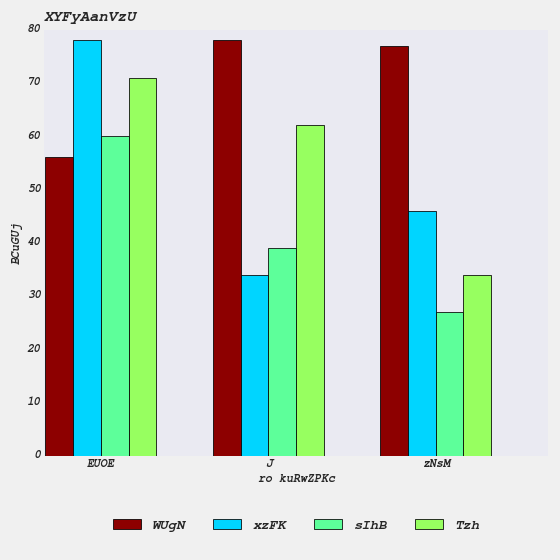 XYFyAanVzU
80
70
60
50
40
30
20
10
0
BCuGUj
EUOE J zNsM
ro kuRwZPKc
WUgN xzFK sIhB Tzh